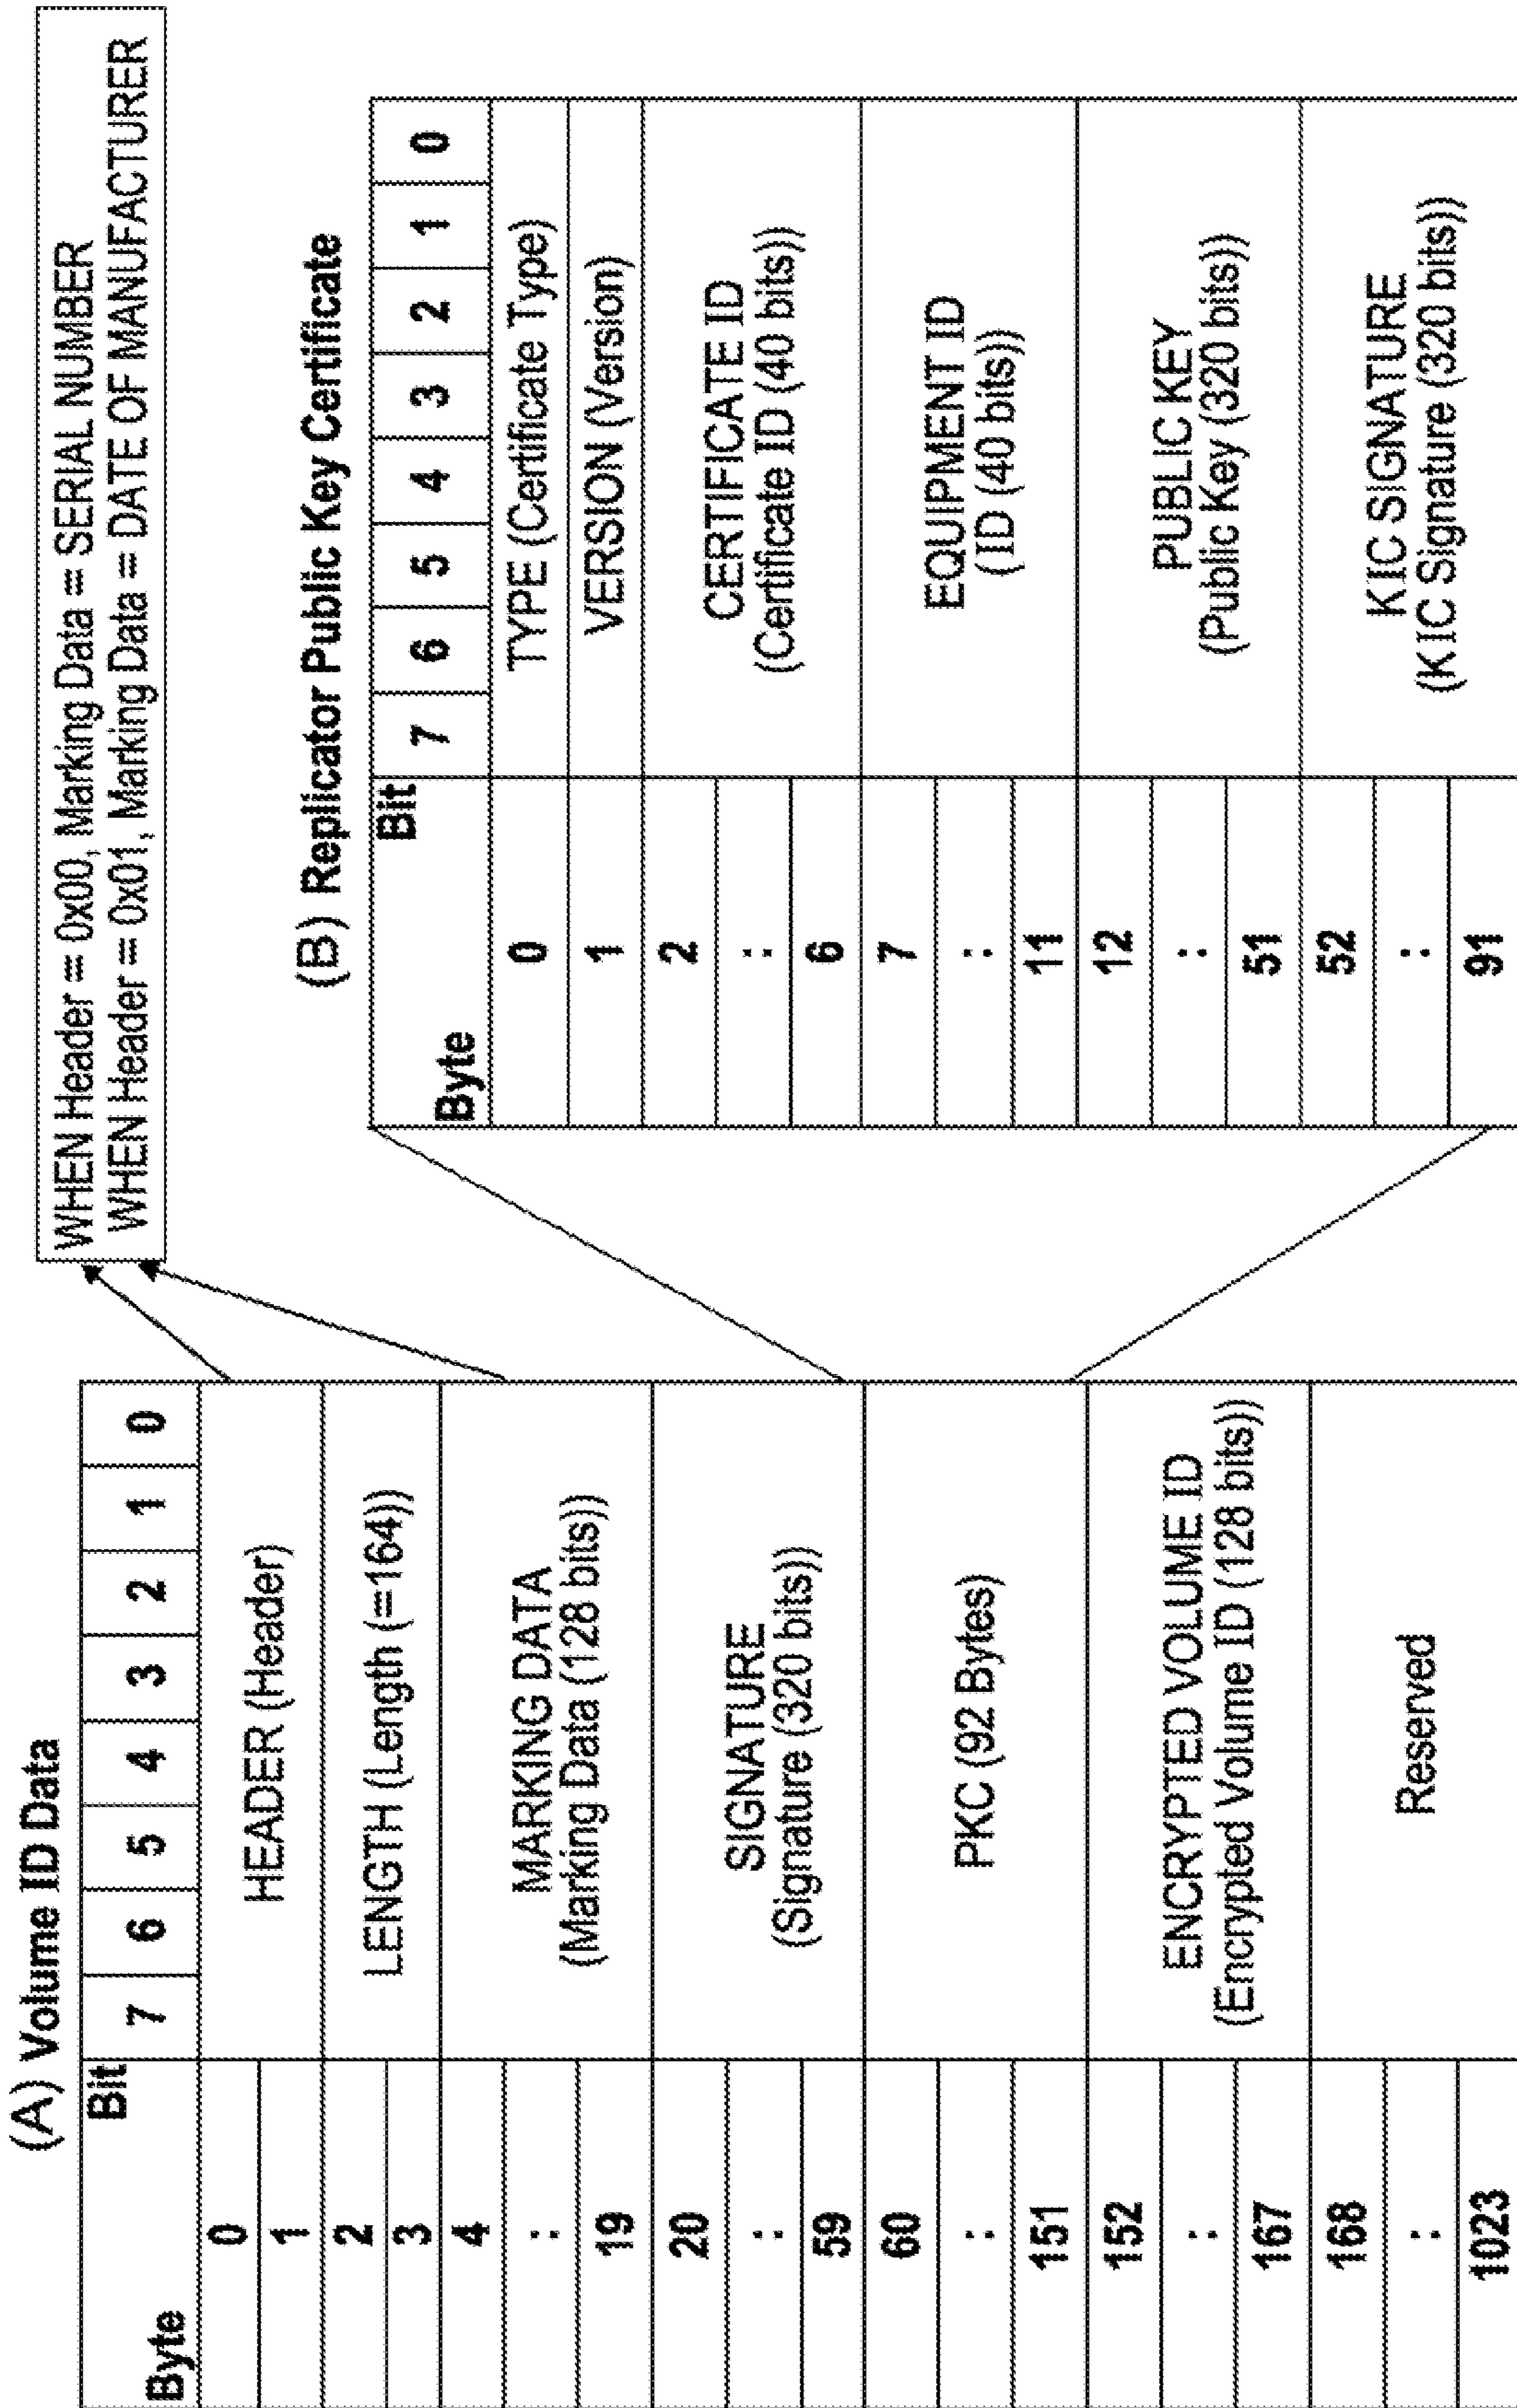 WHEN Header = 0x00, Marking Data = SERIAL NUMBER
WHEN Header = 0x01, Marking Data = DATE OF MANUFACTURER
(A) Volume ID Data
Byte Bit 7 6 5 4 3 2 1 0
0
1
HEADER (Header)
2
3
LENGTH (Length (=164))
4
:
19
MARKING DATA
(Marking Data (128 bits))
20
:
59
SIGNATURE
(Signature (320 bits))
60
:
151
PKC (92 Bytes)
152
:
167
ENCRYPTED VOLUME ID
(Encrypted Volume ID (128 bits))
168
:
1023
Reserved
(B) Replicator Public Key Certificate
Byte Bit 7 6 5 4 3 2 1 0
0
TYPE (Certificate Type)
1
VERSION (Version)
2
:
6
CERTIFICATE ID
(Certificate ID (40 bits))
7
:
11
EQUIPMENT ID
(ID (40 bits))
12
:
51
PUBLIC KEY
(Public Key (320 bits))
52
:
91
KIC SIGNATURE
(KIC Signature (320 bits))